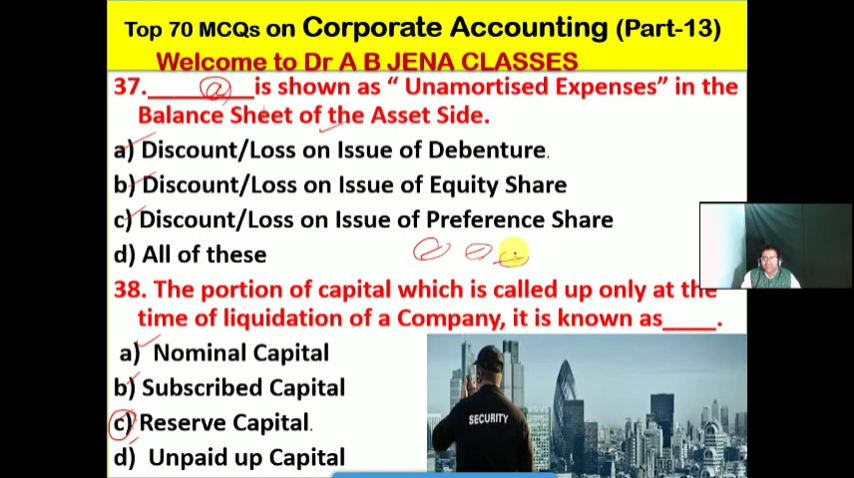 Top 70 MCQs on Corporate Accounting (Part-13)
Welcome to Dr A B JENA CLASSES
37.______(a)__is shown as “ Unamortised Expenses” in the
Balance Sheet of the Asset Side.
a) Discount/Loss on Issue of Debenture.
b) Discount/Loss on Issue of Equity Share
c) Discount/Loss on Issue of Preference Share
d) All of these
38. The portion of capital which is called up only at the
time of liquidation of a Company, it is known as____.
a) Nominal Capital
b) Subscribed Capital
c) Reserve Capital.
d) Unpaid up Capital
SECURITY